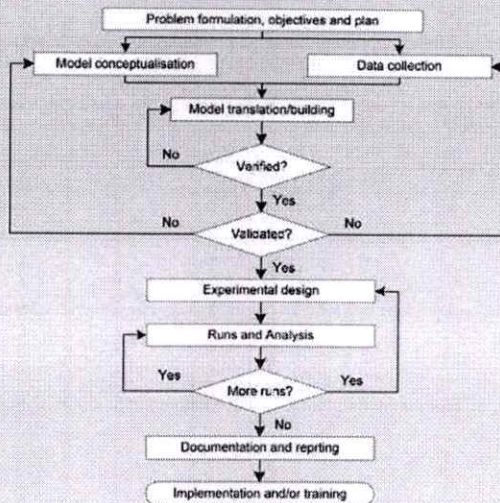 Problem formulation, objectives and plan
Model conceptualisation
Data collection
Model translation/building
No
Verified?
Yes
No
No
Validated?
Yes
Experimental design
Runs and Analysis
Yes
Yes
More runs?
No
Documentation and reprting
Implementation and/or training